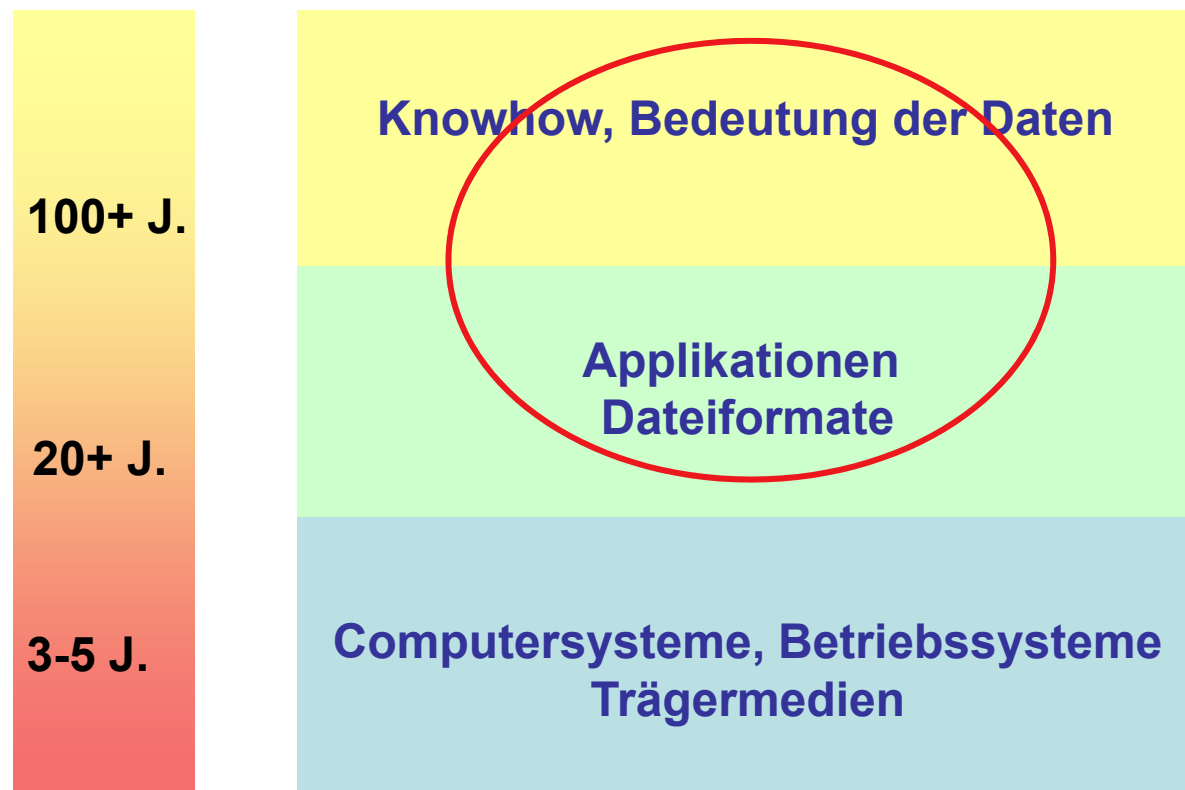 Knowhow, Bedeutung der Daten
100+ J.
Applikationen
Dateiformate
20+ J.
3-5 J.
Computersysteme, Betriebssysteme
Trägermedien